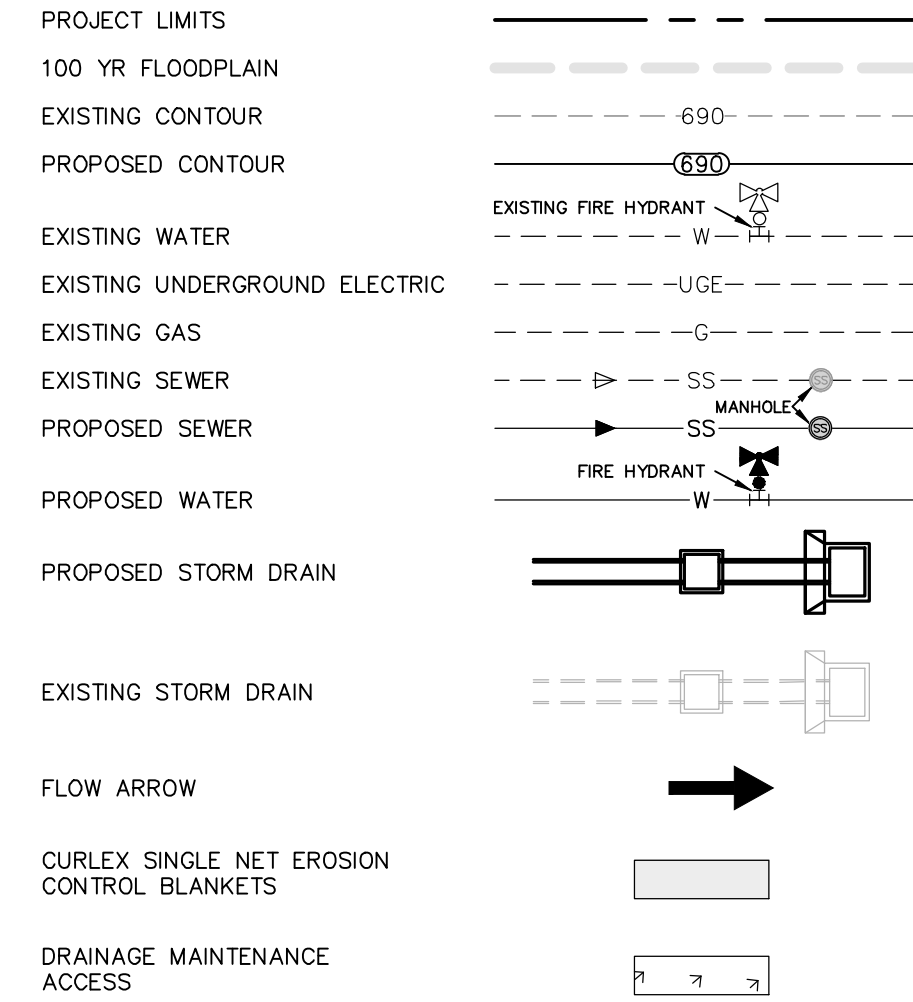 PROJECT LIMITS
100 YR FLOODPLAIN
EXISTING CONTOUR
690
PROPOSED CONTOUR
690
EXISTING FIRE HYDRANT
EXISTING WATER
W
EXISTING UNDERGROUND ELECTRIC
UGE
EXISTING GAS
G
EXISTING SEWER
SS
SS
MANHOLE
PROPOSED SEWER
SS
SS
FIRE HYDRANT
PROPOSED WATER
W
PROPOSED STORM DRAIN
EXISTING STORM DRAIN
FLOW ARROW
CURLEX SINGLE NET EROSION
CONTROL BLANKETS
DRAINAGE MAINTENANCE
ACCESS